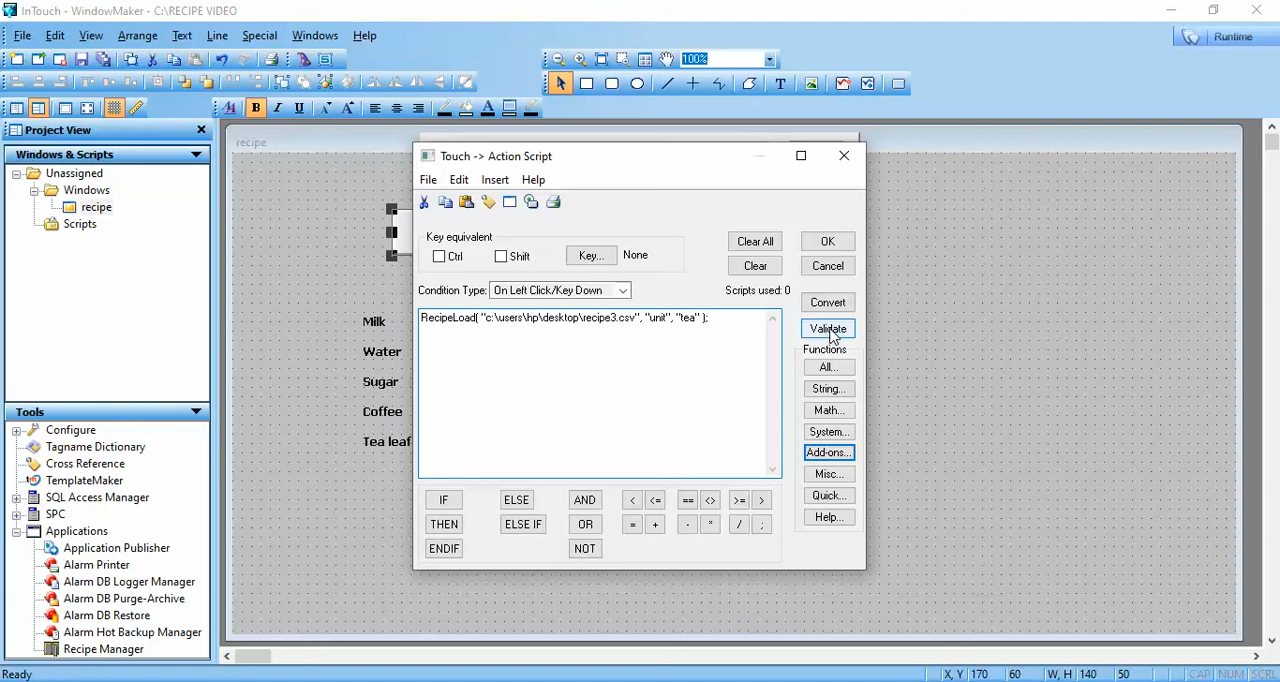 InTouch - WindowMaker - C:\RECIPE VIDEO
File Edit View Arrange Text Line Special Windows Help
Runtime
100%
B I U A A A
T
Project View
Windows & Scripts
Unassigned
Windows
recipe
Scripts
Tools
Configure
Tagname Dictionary
Cross Reference
TemplateMaker
SQL Access Manager
SPC
Applications
Application Publisher
Alarm Printer
Alarm DB Logger Manager
Alarm DB Purge-Archive
Alarm DB Restore
Alarm Hot Backup Manager
Recipe Manager
recipe
Milk
Water
Sugar
Coffee
Tea leaf
Touch -> Action Script
File Edit Insert Help
Key equivalent
Ctrl Shift Key... None
Clear All OK
Clear Cancel
Condition Type: On Left Click/Key Down Scripts used: 0
Convert
RecipeLoad( "c:\users\hp\desktop\recipe3.csv", "unit", "tea" );
Validate
Functions
All...
String...
Math...
System...
Add-ons...
Misc...
Quick...
Help...
IF ELSE AND < <= == <> >= >
THEN ELSE IF OR = + - * / ;
ENDIF NOT
Ready X, Y 170 60 W, H 140 50 CAP NUM SCRL